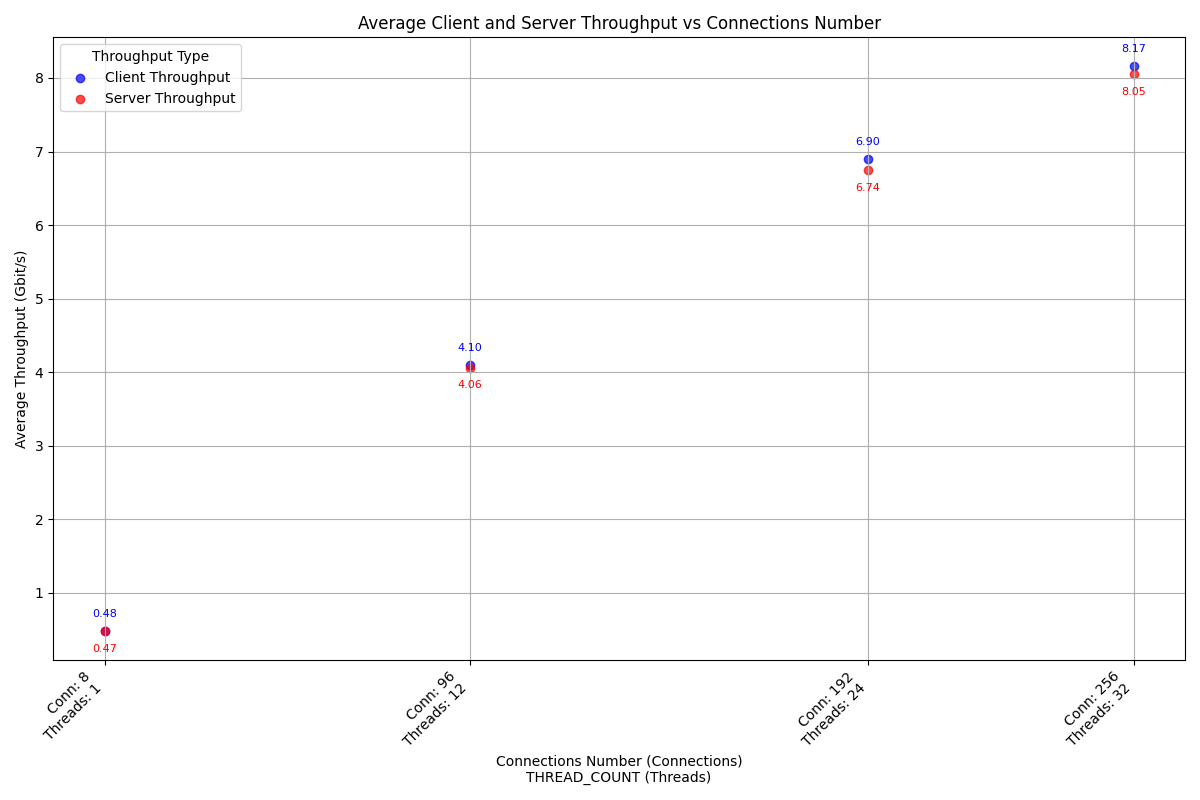 Average Client and Server Throughput vs Connections Number
Throughput Type
Client Throughput
Server Throughput
8.17
8.05
6.90
6.74
4.10
4.06
0.48
0.47
8
7
6
5
4
3
2
1
Average Throughput (Gbit/s)
Conn: 8
Threads: 1
Conn: 96
Threads: 12
Conn: 192
Threads: 24
Conn: 256
Threads: 32
Connections Number (Connections)
THREAD_COUNT (Threads)